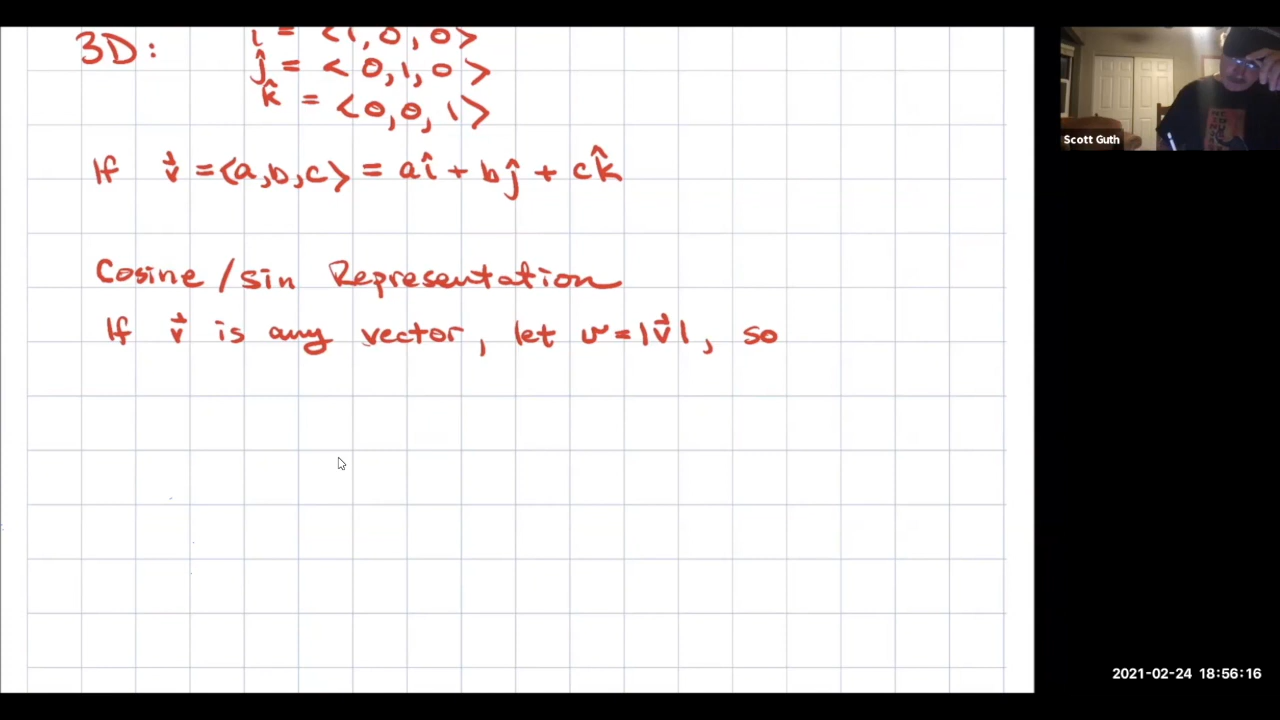 3D: î = <1, 0, 0>
ĵ = < 0, 1, 0 >
k̂ = <0, 0, 1>
If v⃗ = <a, b, c> = aî + bĵ + ck̂
Cosine / sin Representation
If v⃗ is any vector, let v = |v⃗|, so
Scott Guth
2021-02-24 18:56:16